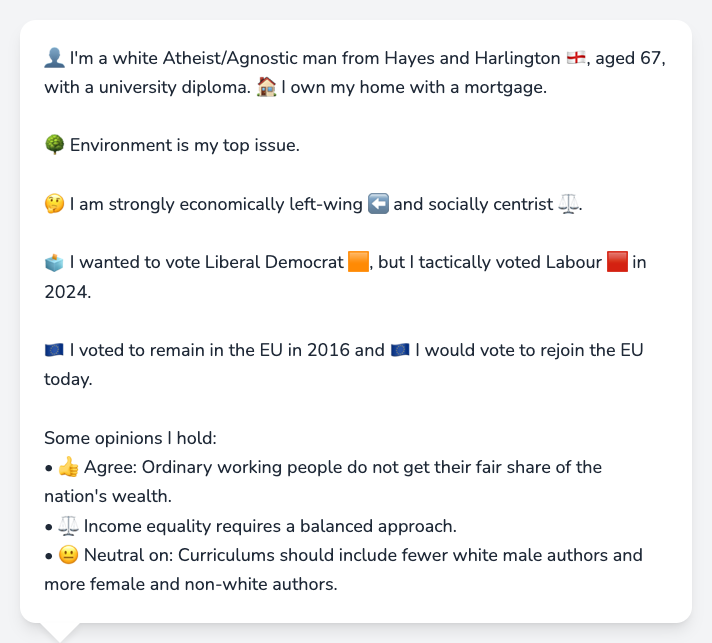 👤 I'm a white Atheist/Agnostic man from Hayes and Harlington 🏴󠁧󠁢󠁥󠁮󠁧󠁿, aged 67,
with a university diploma. 🏠 I own my home with a mortgage.
🌳 Environment is my top issue.
🤔 I am strongly economically left-wing ⬅️ and socially centrist ⚖️.
🗳️ I wanted to vote Liberal Democrat 🟧, but I tactically voted Labour 🟥 in
2024.
🇪🇺 I voted to remain in the EU in 2016 and 🇪🇺 I would vote to rejoin the EU
today.
Some opinions I hold:
• 👍 Agree: Ordinary working people do not get their fair share of the
nation's wealth.
• ⚖️ Income equality requires a balanced approach.
• 😐 Neutral on: Curriculums should include fewer white male authors and
more female and non-white authors.